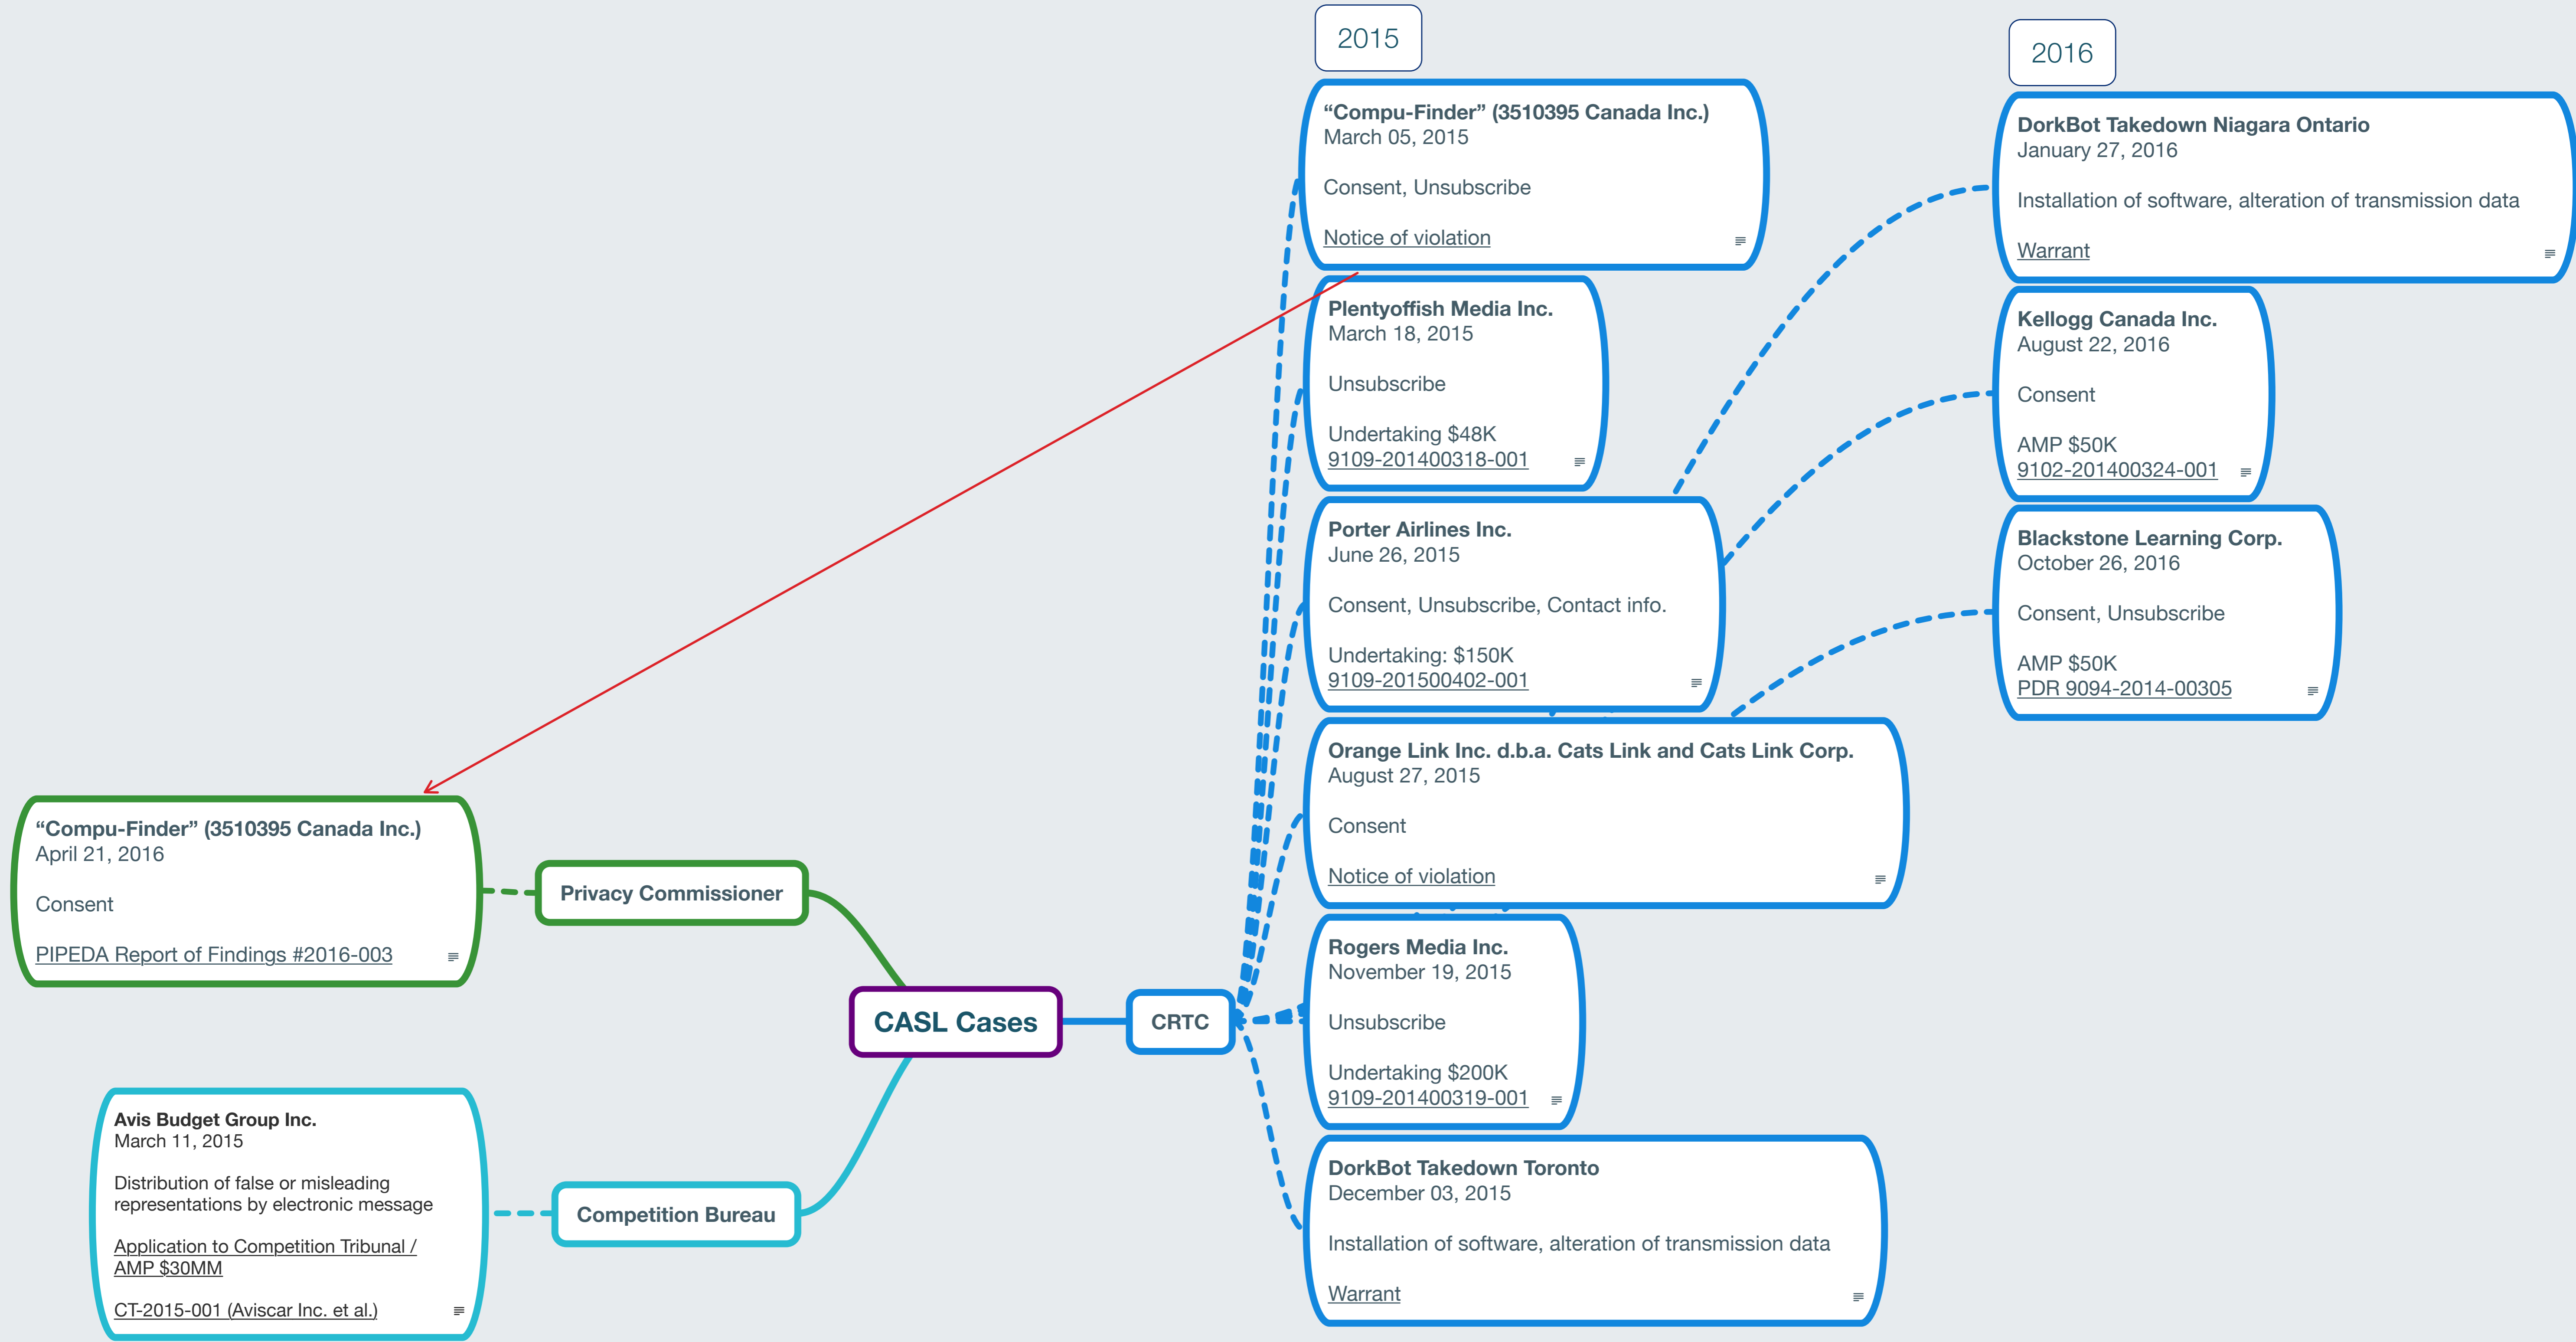 2015
“Compu-Finder” (3510395 Canada Inc.)
March 05, 2015
Consent, Unsubscribe
Notice of violation
Plentyoffish Media Inc.
March 18, 2015
Unsubscribe
Undertaking $48K
9109-201400318-001
Porter Airlines Inc.
June 26, 2015
Consent, Unsubscribe, Contact info.
Undertaking: $150K
9109-201500402-001
Orange Link Inc. d.b.a. Cats Link and Cats Link Corp.
August 27, 2015
Consent
Notice of violation
Rogers Media Inc.
November 19, 2015
Unsubscribe
Undertaking $200K
9109-201400319-001
DorkBot Takedown Toronto
December 03, 2015
Installation of software, alteration of transmission data
Warrant
2016
DorkBot Takedown Niagara Ontario
January 27, 2016
Installation of software, alteration of transmission data
Warrant
Kellogg Canada Inc.
August 22, 2016
Consent
AMP $50K
9102-201400324-001
Blackstone Learning Corp.
October 26, 2016
Consent, Unsubscribe
AMP $50K
PDR 9094-2014-00305
“Compu-Finder” (3510395 Canada Inc.)
April 21, 2016
Consent
PIPEDA Report of Findings #2016-003
Privacy Commissioner
CASL Cases
CRTC
Avis Budget Group Inc.
March 11, 2015
Distribution of false or misleading
representations by electronic message
Application to Competition Tribunal /
AMP $30MM
CT-2015-001 (Aviscar Inc. et al.)
Competition Bureau